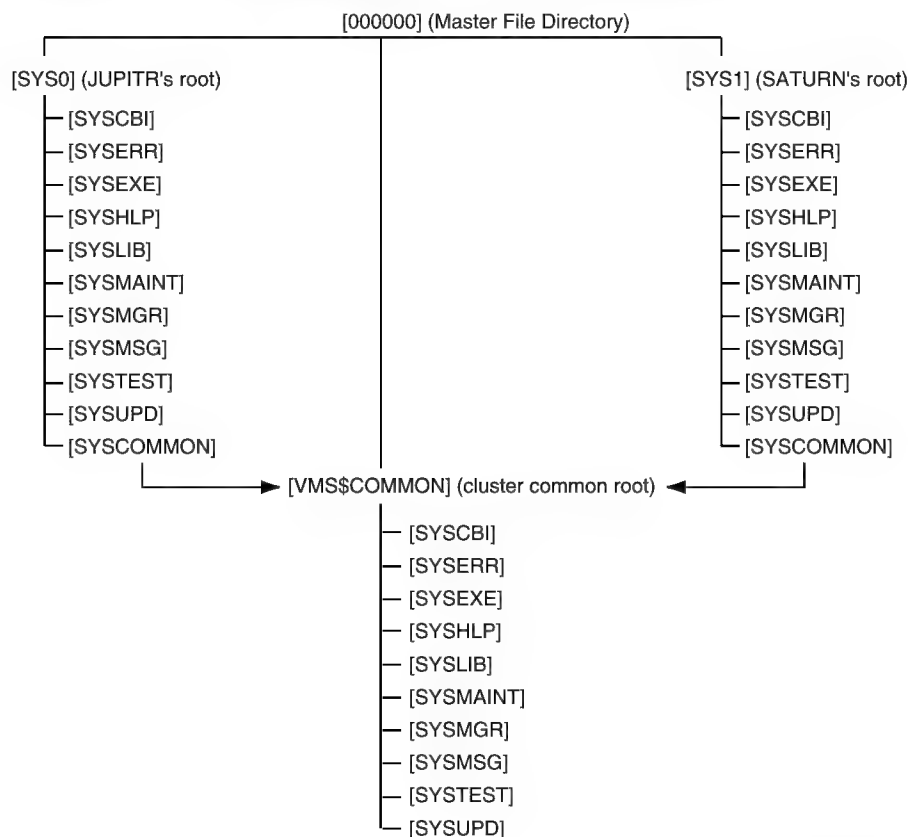 [000000] (Master File Directory)
[SYS0] (JUPITR's root)
[SYSCBI]
[SYSERR]
[SYSEXE]
[SYSHLP]
[SYSLIB]
[SYSMAINT]
[SYSMGR]
[SYSMSG]
[SYSTEST]
[SYSUPD]
[SYSCOMMON]
[SYS1] (SATURN's root)
[SYSCBI]
[SYSERR]
[SYSEXE]
[SYSHLP]
[SYSLIB]
[SYSMAINT]
[SYSMGR]
[SYSMSG]
[SYSTEST]
[SYSUPD]
[SYSCOMMON]
[VMS$COMMON] (cluster common root)
[SYSCBI]
[SYSERR]
[SYSEXE]
[SYSHLP]
[SYSLIB]
[SYSMAINT]
[SYSMGR]
[SYSMSG]
[SYSTEST]
[SYSUPD]